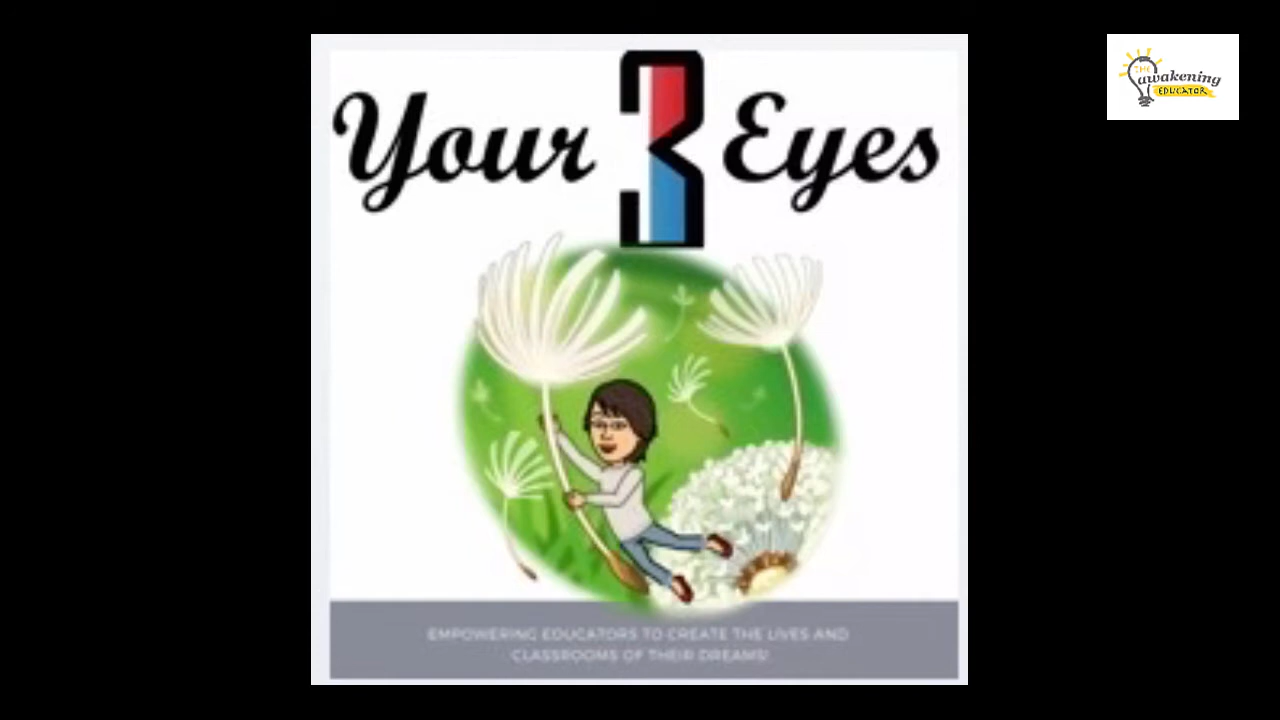 Your 3 Eyes
EMPOWERING EDUCATORS TO CREATE THE LIVES AND
CLASSROOMS OF THEIR DREAMS!
THE
awakening
EDUCATOR